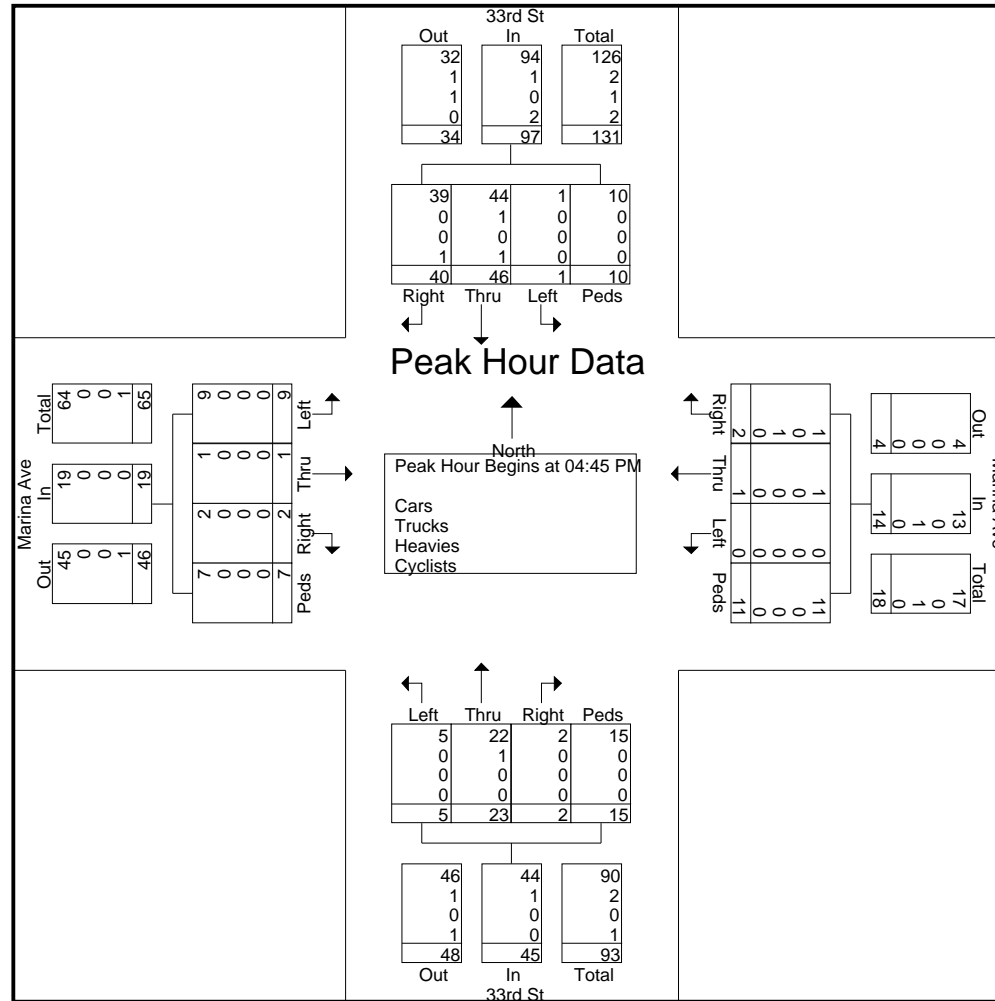 33rd St
Out In Total
32 94 126
1 1 2
1 0 1
0 2 2
34 97 131
39 44 1 10
0 1 0 0
0 0 0 0
1 1 0 0
40 46 1 10
Right Thru Left Peds
Peak Hour Data
North
Peak Hour Begins at 04:45 PM
Cars
Trucks
Heavies
Cyclists
Marina Ave
Total
64 0 0 1 65
In
19 0 0 0 19
Out
45 0 0 1 46
9 0 0 0 9
Left
1 0 0 0 1
Thru
2 0 0 0 2
Right
7 0 0 0 7
Peds
Right
1 0 1 0 2
Thru
1 0 0 0 1
Left
0 0 0 0 0
Peds
11 0 0 0 11
Out
4 0 0 0 4
In
13 0 1 0 14
Total
17 0 1 0 18
Marina Ave
Left Thru Right Peds
5 22 2 15
0 1 0 0
0 0 0 0
0 0 0 0
5 23 2 15
46 44 90
1 1 2
0 0 0
1 0 1
48 45 93
Out In Total
33rd St